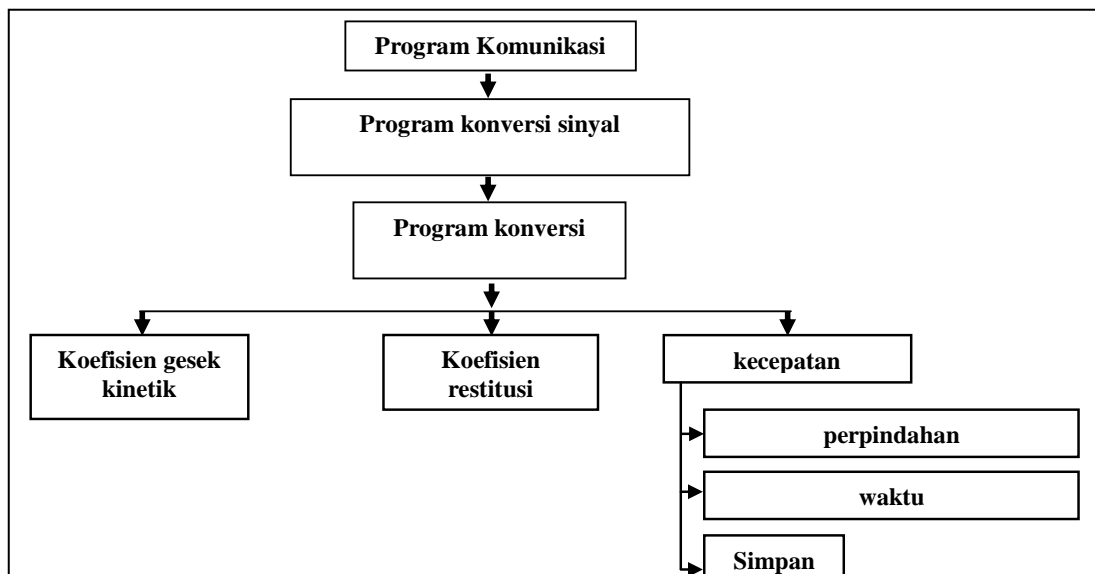 Program Komunikasi
Program konversi sinyal
Program konversi
Koefisien gesek
kinetik
Koefisien
restitusi
kecepatan
perpindahan
waktu
Simpan